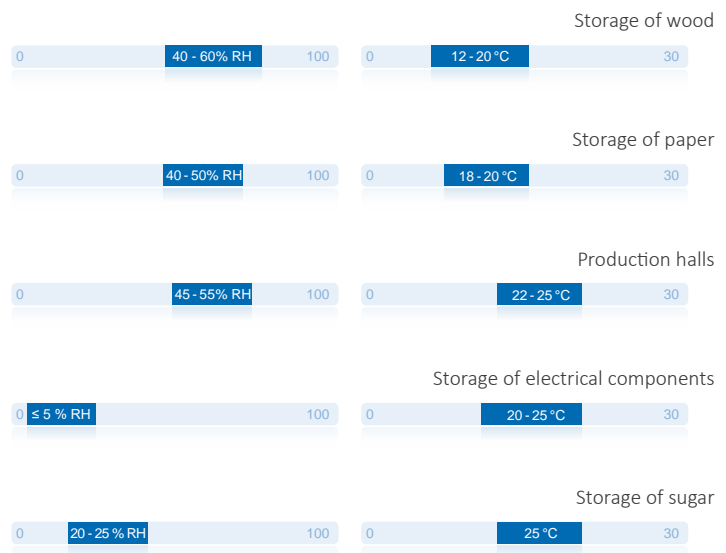 Storage of wood
0 40 - 60% RH 100 0 12 - 20 °C 30
Storage of paper
0 40 - 50% RH 100 0 18 - 20 °C 30
Production halls
0 45 - 55% RH 100 0 22 - 25 °C 30
Storage of electrical components
0 ≤ 5 % RH 100 0 20 - 25 °C 30
Storage of sugar
0 20 - 25 % RH 100 0 25 °C 30